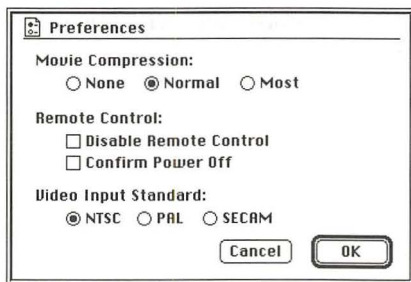 Preferences
Movie Compression:
None Normal Most
Remote Control:
Disable Remote Control
Confirm Power Off
Video Input Standard:
NTSC PAL SECAM
Cancel OK